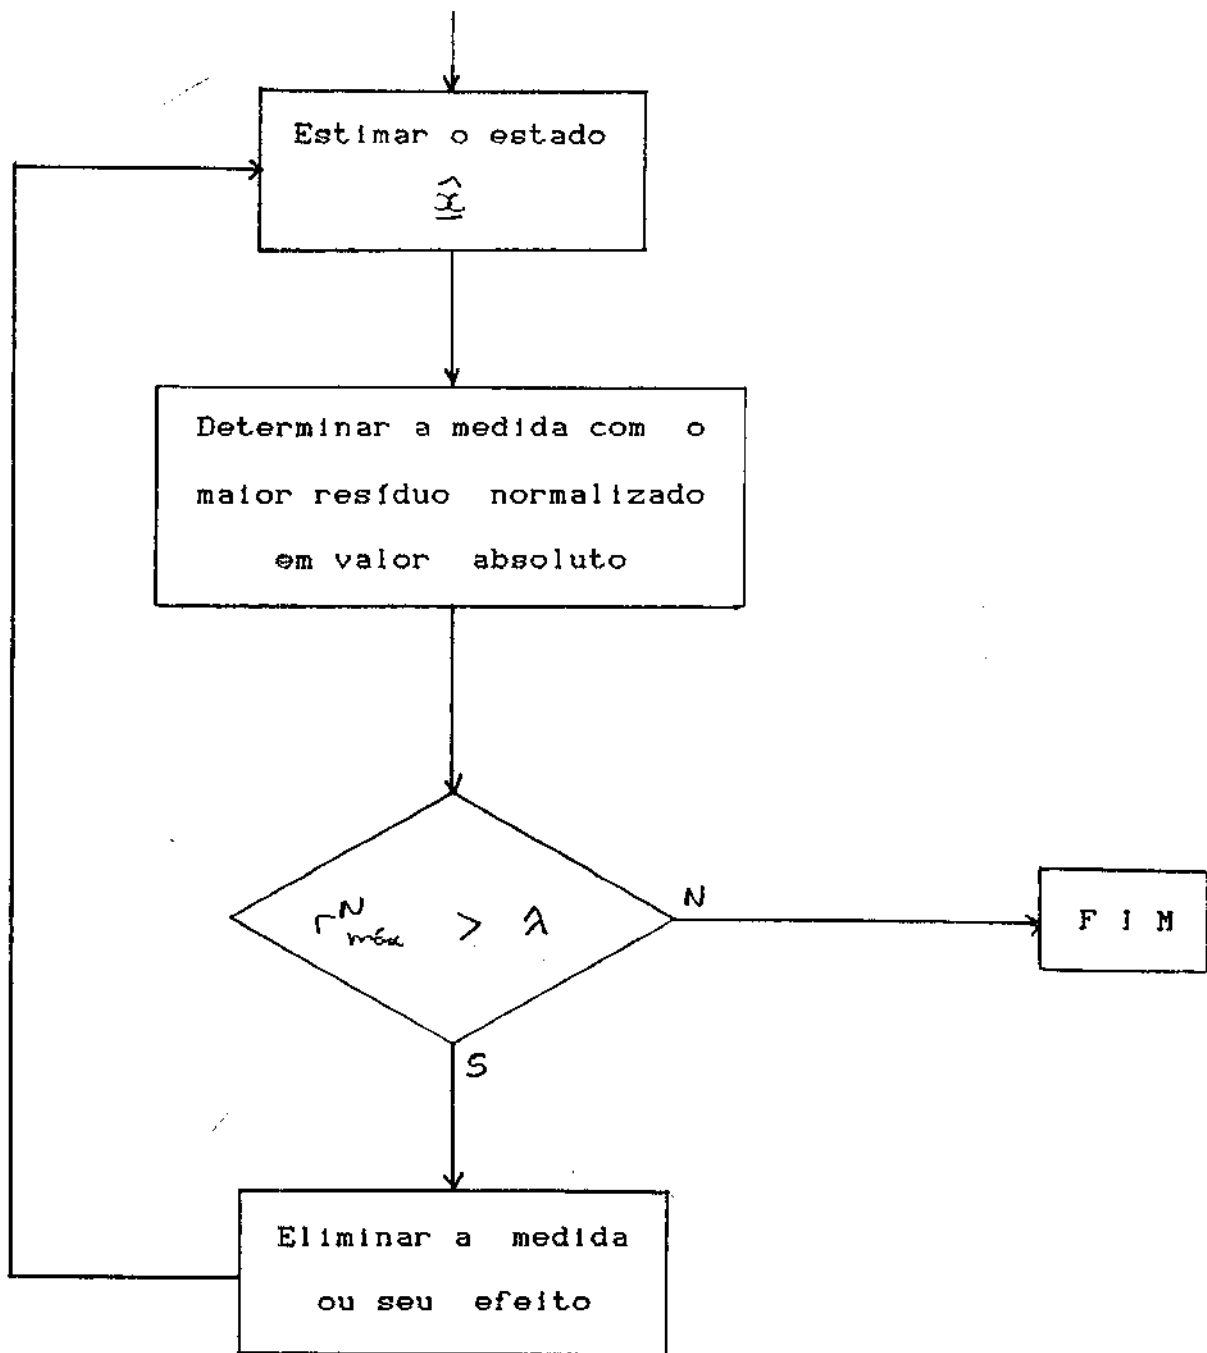 Estimar o estado
x̂
Determinar a medida com o
maior resíduo normalizado
em valor absoluto
r^N_máx > λ
N
F I M
S
Eliminar a medida
ou seu efeito